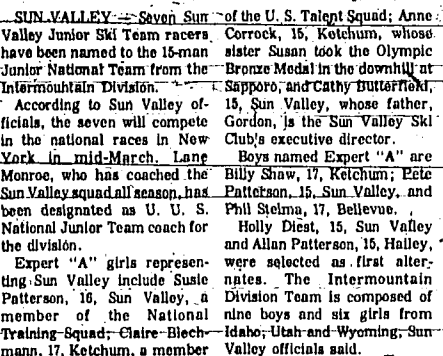 SUN VALLEY — Seven Sun
Valley Junior Ski Team racers
have been named to the 15-man
Junior National Team from the
Intermountain Division.
According to Sun Valley of-
ficials, the seven will compete
in the national races in New
York in mid-March. Lane
Monroe, who has coached the
Sun Valley squad all season, has
been designated as U. U. S.
National Junior Team coach for
the division.
Expert "A" girls represen-
ting Sun Valley include Susie
Patterson, 16, Sun Valley, a
member of the National
Training Squad; Claire Blech-
mann, 17, Ketchum, a member
of the U. S. Talent Squad; Anne
Corrock, 15, Ketchum, whose
sister Susan took the Olympic
Bronze Medal in the downhill at
Sapporo, and Cathy Butterfield,
15, Sun Valley, whose father,
Gordon, is the Sun Valley Ski
Club's executive director.
Boys named Expert "A" are
Billy Shaw, 17, Ketchum; Pete
Patterson, 15, Sun Valley, and
Phil Stelma, 17, Bellevue.
Holly Diest, 15, Sun Valley
and Allan Patterson, 15, Hailey,
were selected as first alter-
nates. The Intermountain
Division Team is composed of
nine boys and six girls from
Idaho, Utah and Wyoming, Sun
Valley officials said.